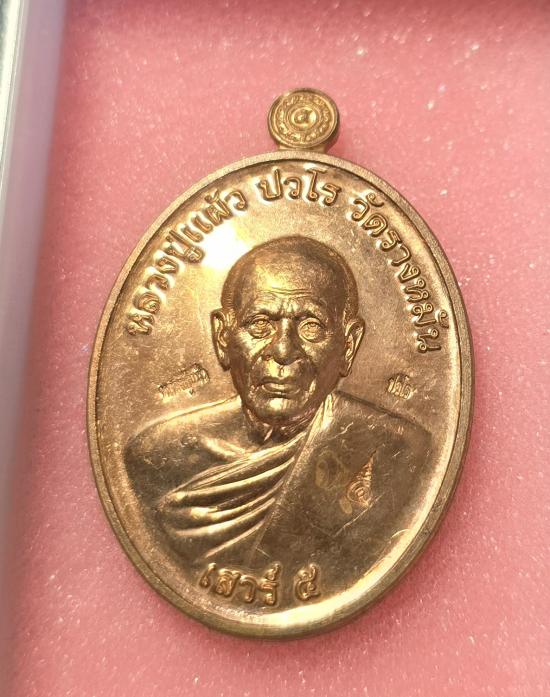 ๕
หลวงปู่แผ้ว ปวโร วัดรางหมัน
เสาร์ ๕